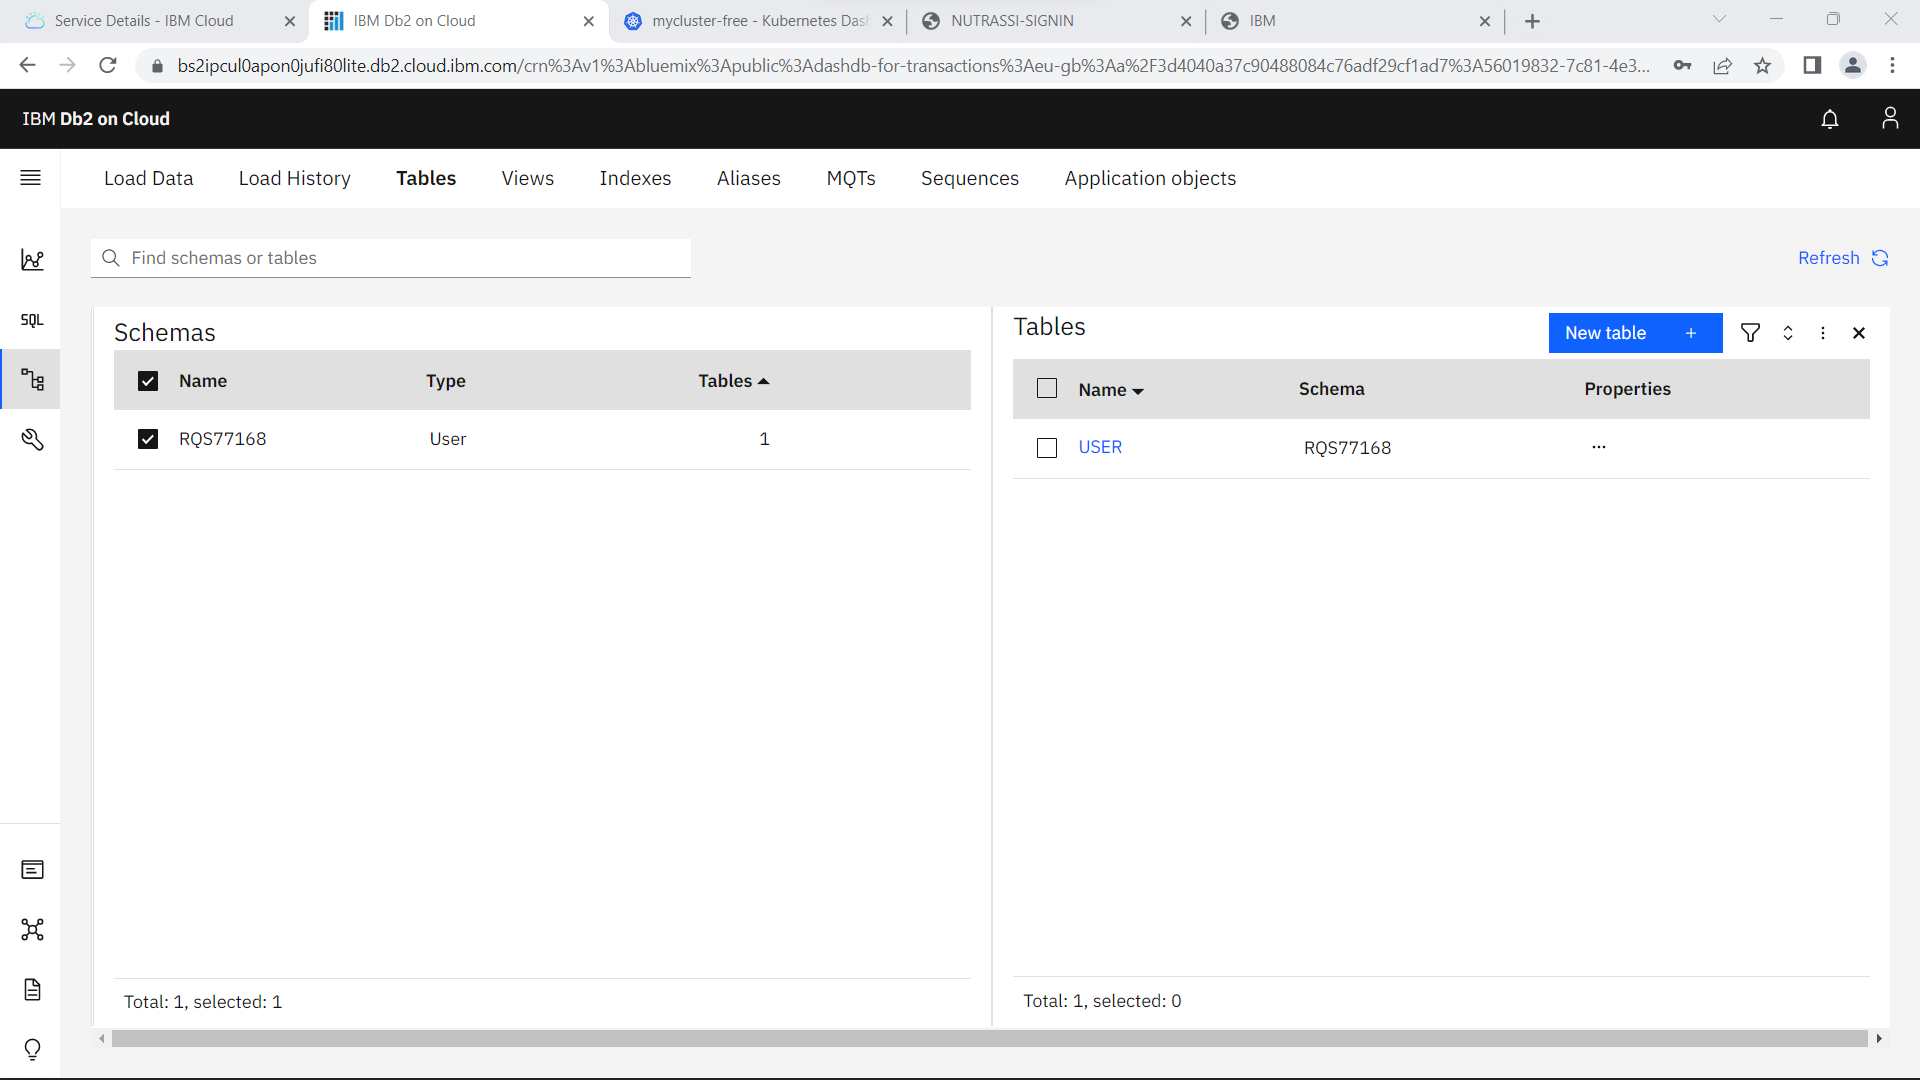 Service Details - IBM Cloud
IBM Db2 on Cloud
mycluster-free - Kubernetes Dash
NUTRASSI-SIGNIN
IBM
bs2ipcul0apon0jufi80lite.db2.cloud.ibm.com/crn%3Av1%3Abluemix%3Apublic%3Adashdb-for-transactions%3Aeu-gb%3Aa%2F3d4040a37c90488084c76adf29cf1ad7%3A56019832-7c81-4e3...
IBM Db2 on Cloud
Load Data
Load History
Tables
Views
Indexes
Aliases
MQTs
Sequences
Application objects
SQL
Find schemas or tables
Refresh
Schemas
Name
Type
Tables
RQS77168
User
1
Total: 1, selected: 1
Tables
New table +
Name
Schema
Properties
USER
RQS77168
...
Total: 1, selected: 0